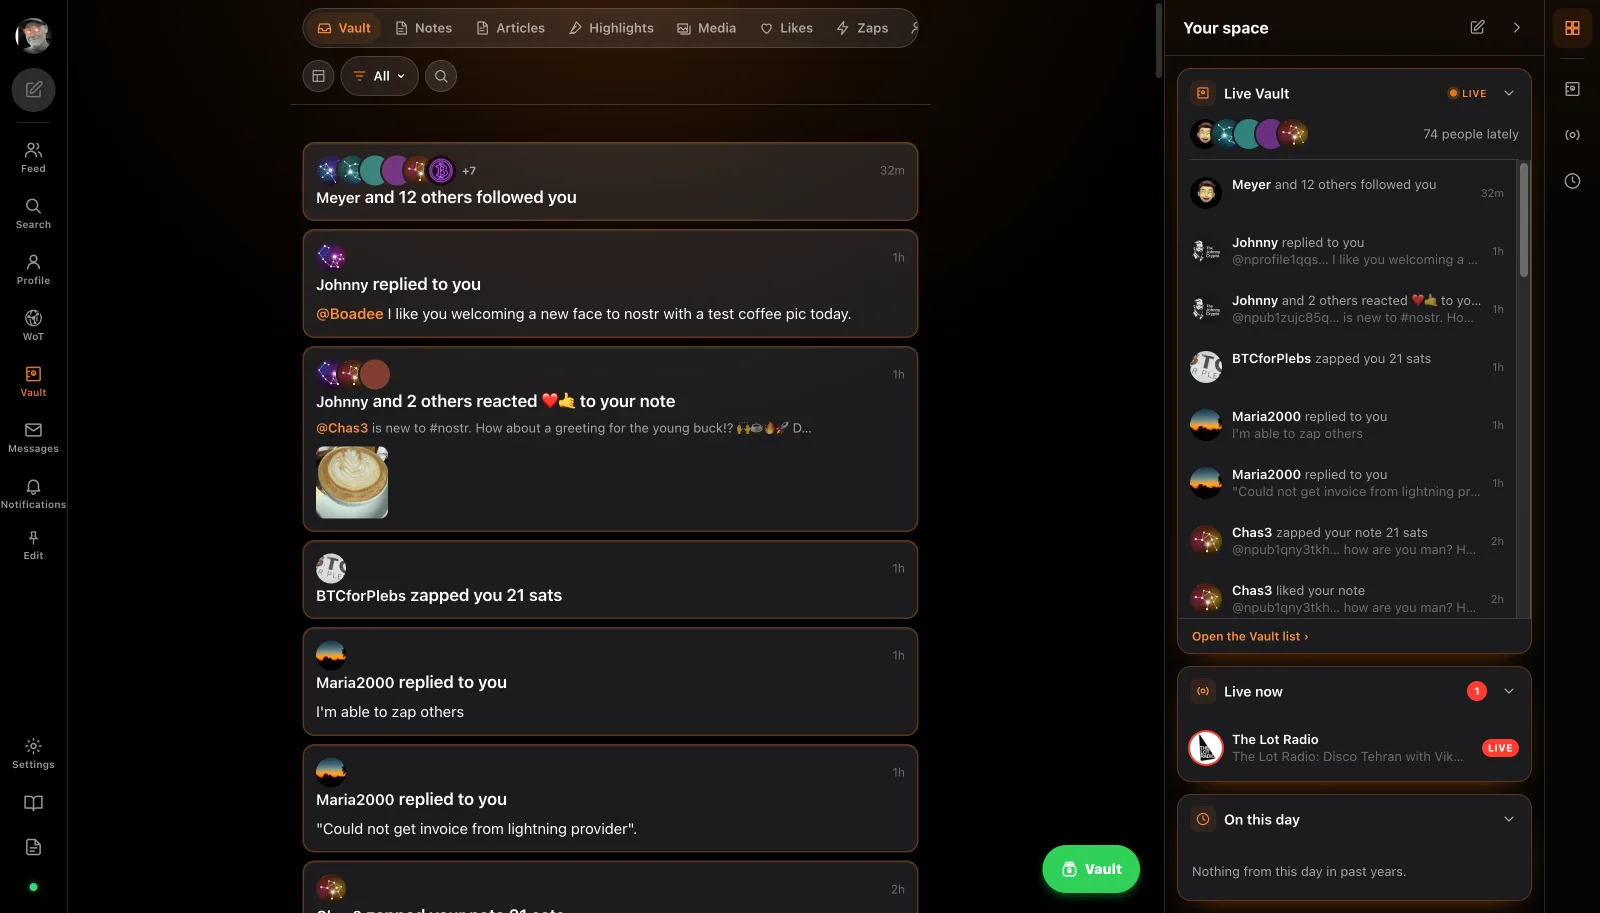 Vault
Notes
Articles
Highlights
Media
Likes
Zaps
All
Feed
Search
Profile
WoT
Vault
Messages
Notifications
Edit
Settings
+7
32m
Meyer and 12 others followed you
1h
Johnny replied to you
@Boadee I like you welcoming a new face to nostr with a test coffee pic today.
1h
Johnny and 2 others reacted ❤️🤙 to your note
@Chas3 is new to #nostr. How about a greeting for the young buck!? 🙌☕🔥🚀 D...
1h
BTCforPlebs zapped you 21 sats
1h
Maria2000 replied to you
I'm able to zap others
1h
Maria2000 replied to you
"Could not get invoice from lightning provider".
2h
Chas3 zapped your note 21 sats
Vault
Your space
Live Vault
LIVE
74 people lately
Meyer and 12 others followed you
32m
Johnny replied to you
@nprofile1qqs... I like you welcoming a ...
1h
Johnny and 2 others reacted ❤️🤙 to yo...
@npub1zujc85q... is new to #nostr. Ho...
1h
BTCforPlebs zapped you 21 sats
1h
Maria2000 replied to you
I'm able to zap others
1h
Maria2000 replied to you
"Could not get invoice from lightning pr...
1h
Chas3 zapped your note 21 sats
@npub1qny3tkh... how are you man? H...
2h
Chas3 liked your note
@npub1qny3tkh... how are you man? H...
2h
Open the Vault list ›
Live now
1
The Lot Radio
The Lot Radio: Disco Tehran with Vik...
LIVE
On this day
Nothing from this day in past years.